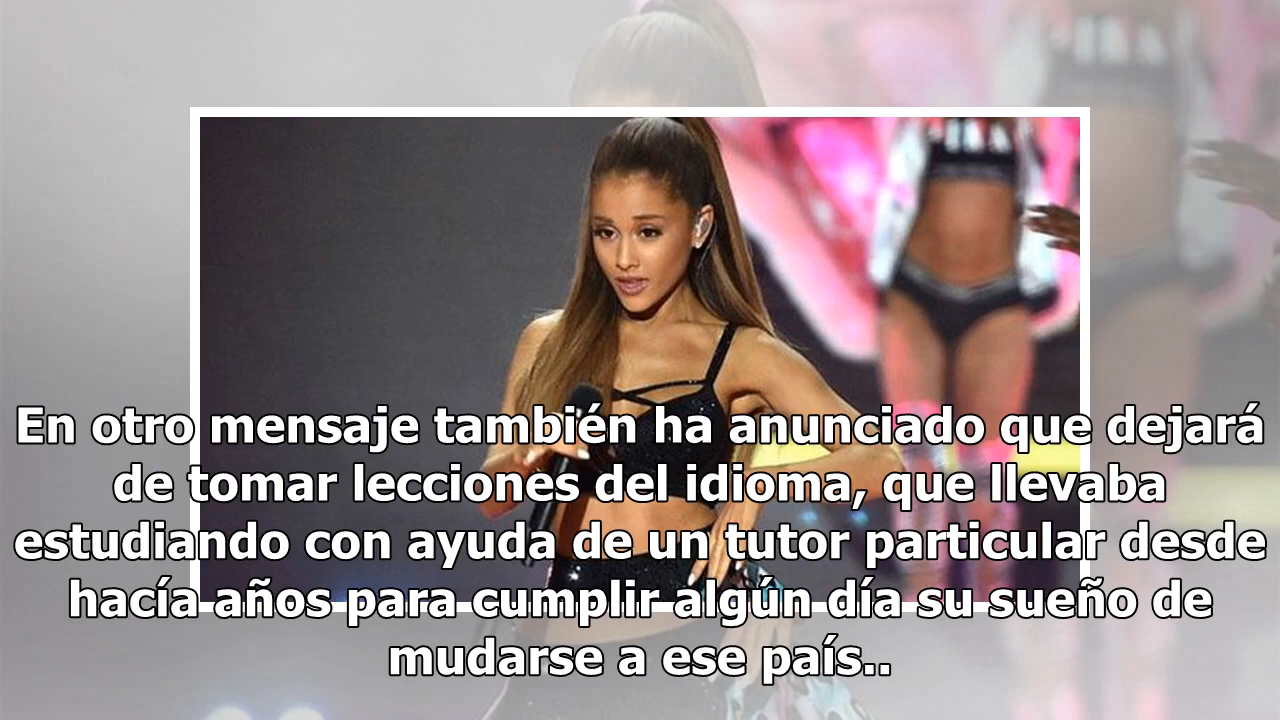 En otro mensaje también ha anunciado que dejará
de tomar lecciones del idioma, que llevaba
estudiando con ayuda de un tutor particular desde
hacía años para cumplir algún día su sueño de
mudarse a ese país..